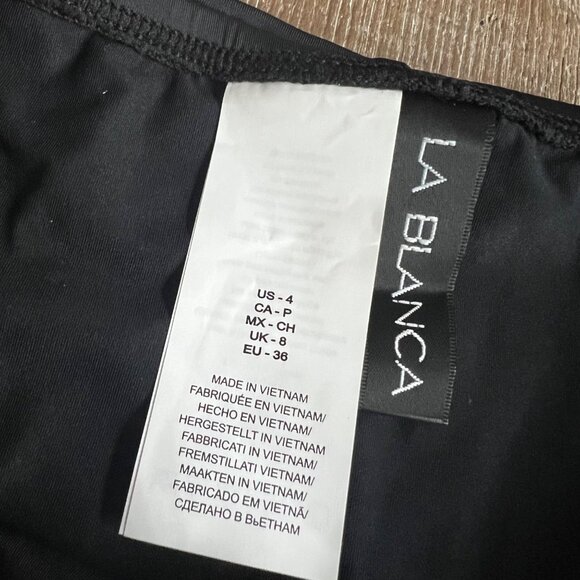 LA BLANCA
US - 4
CA - P
MX - CH
UK - 8
EU - 36
MADE IN VIETNAM
FABRIQUÉE EN VIETNAM/
HECHO EN VIETNAM/
HERGESTELLT IN VIETNAM/
FABBRICATI IN VIETNAM/
FREMSTILLATI VIETNAM/
MAAKTEN IN VIETNAM/
FABRICADO EM VIETNÃ/
СДЕЛАНО В ВЬЕТНАМ